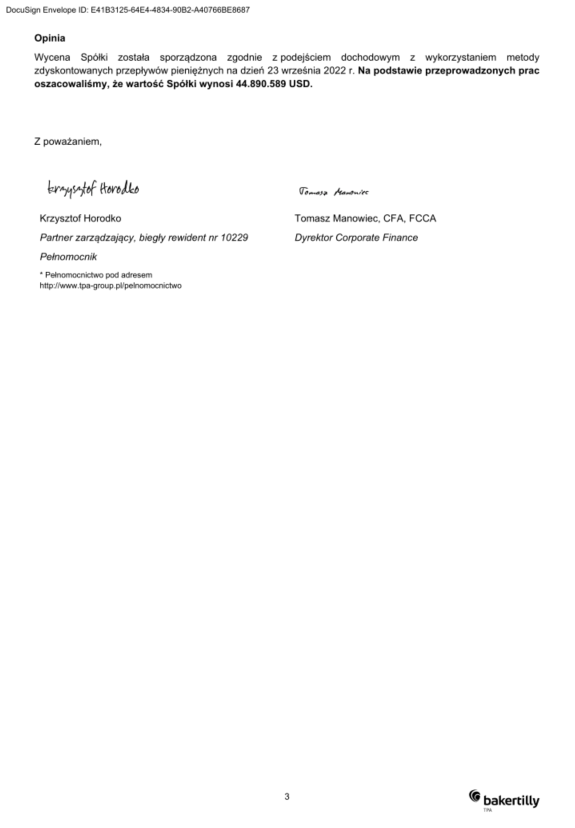 DocuSign Envelope ID: E41B3125-64E4-4834-90B2-A40766BE8687
Opinia
Wycena Spółki została sporządzona zgodnie z podejściem dochodowym z wykorzystaniem metody
zdyskontowanych przepływów pieniężnych na dzień 23 września 2022 r. Na podstawie przeprowadzonych prac
oszacowaliśmy, że wartość Spółki wynosi 44.890.589 USD.
Z poważaniem,
Krzysztof Horodko
Tomasz Manowiec
Krzysztof Horodko
Tomasz Manowiec, CFA, FCCA
Partner zarządzający, biegły rewident nr 10229
Dyrektor Corporate Finance
Pełnomocnik
* Pełnomocnictwo pod adresem
http://www.tpa-group.pl/pelnomocnictwo
3
bakertilly
TPA